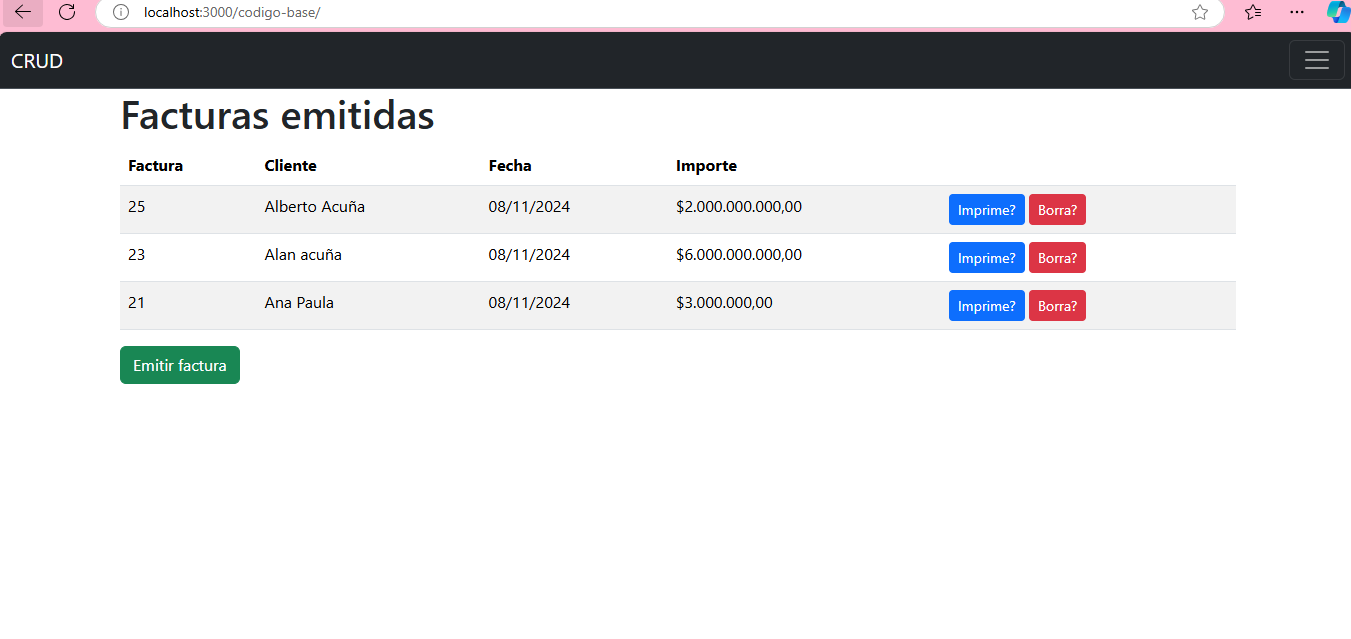 localhost:3000/codigo-base/
CRUD
Facturas emitidas
Factura Cliente Fecha Importe
25 Alberto Acuña 08/11/2024 $2.000.000.000,00 Imprime? Borra?
23 Alan acuña 08/11/2024 $6.000.000.000,00 Imprime? Borra?
21 Ana Paula 08/11/2024 $3.000.000,00 Imprime? Borra?
Emitir factura